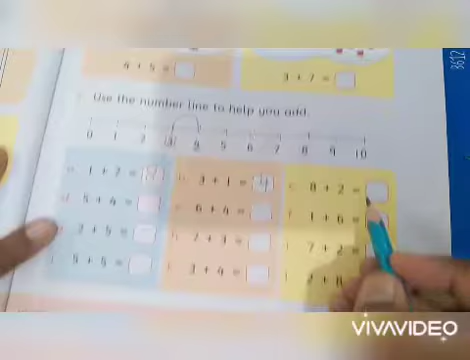 4 + 5 =
3 + 7 =
Use the number line to help you add.
0 1 2 3 4 5 6 7 8 9 10
3 + 1 = 4 8 + 2 =
5 + 4 = 6 + 4 = 1 + 6 =
2 + 5 = 2 + 3 = 7 + 2 =
5 + 5 = 3 + 4 = 2 + 8
VIVAVIDEO